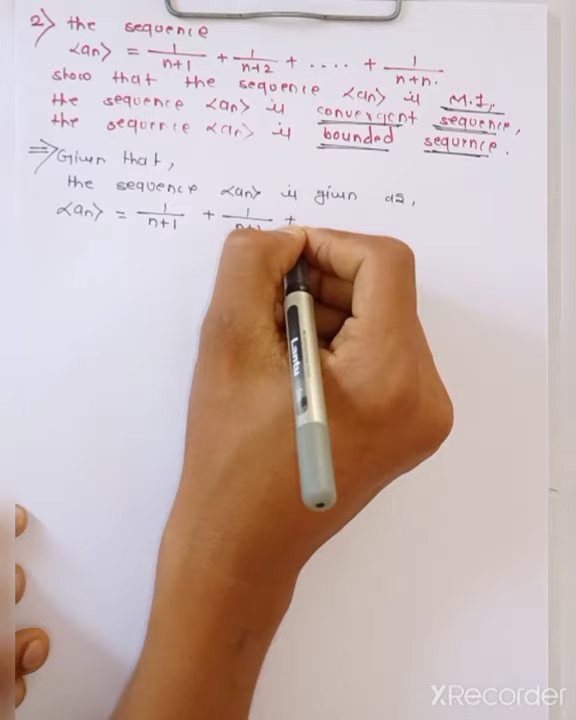 2) the sequence
<an> = 1/n+1 + 1/n+2 + .... + 1/n+n.
show that the sequence <an> is M.I,
the sequence <an> is convergent sequence,
the sequence <an> is bounded sequence.
⇒ Given that,
the sequence <an> is given as,
<an> = 1/n+1 + 1/n+2 +
Lantu
XRecorder